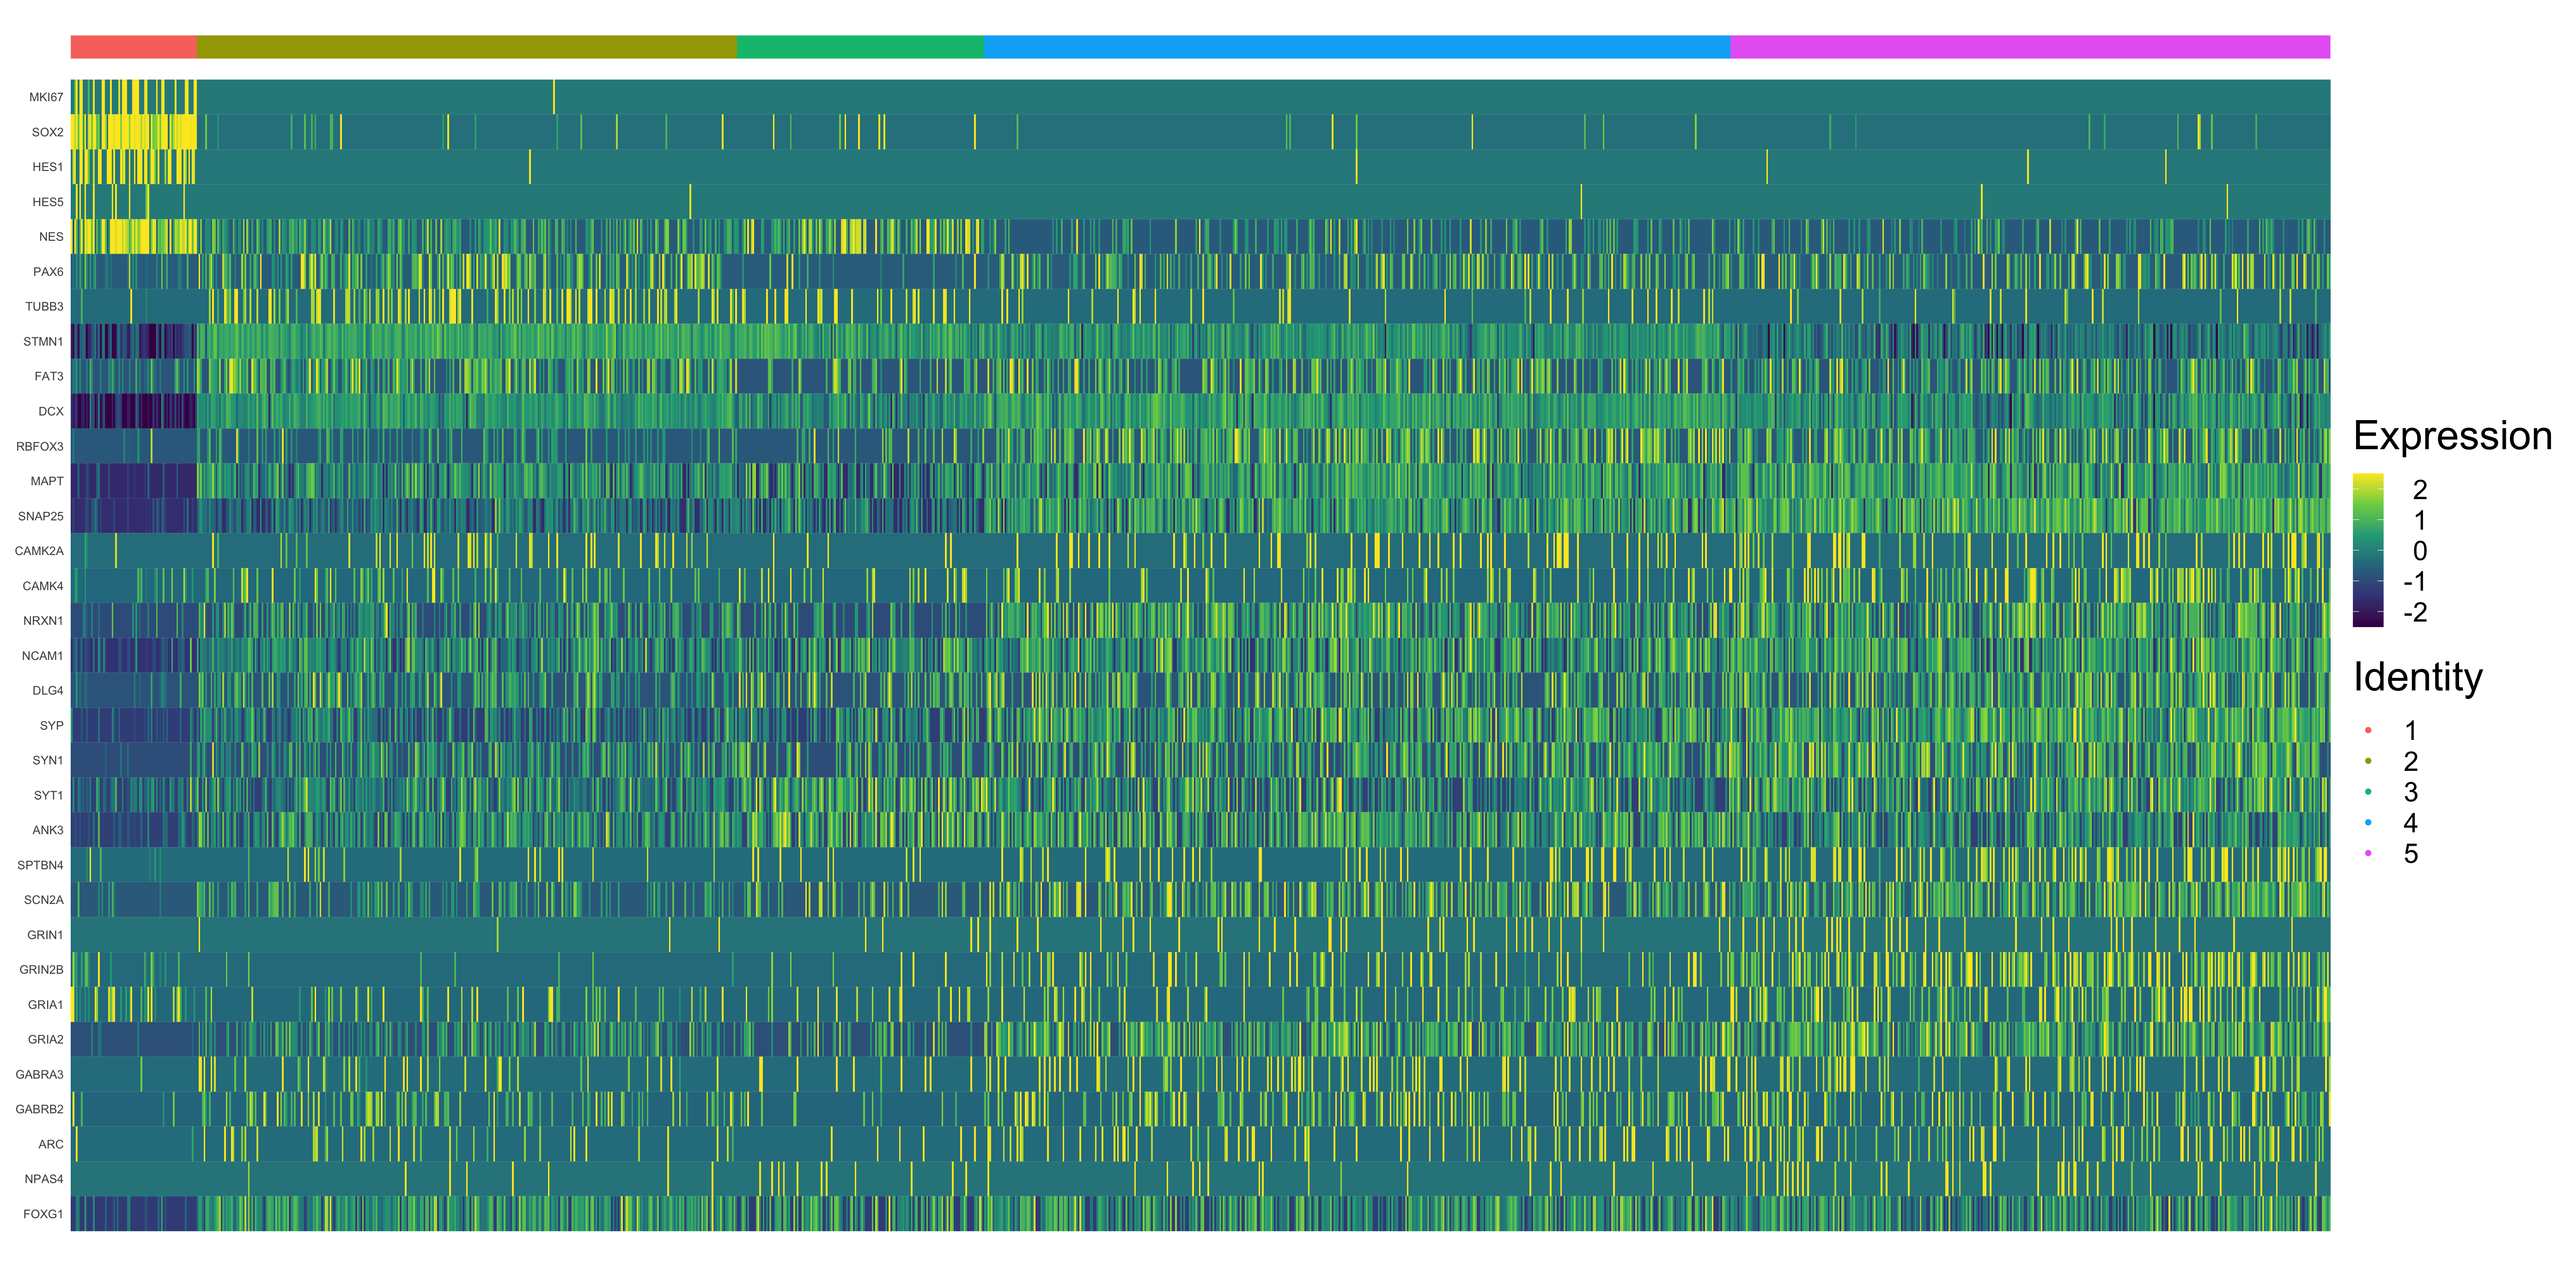 MKI67
SOX2
HES1
HES5
NES
PAX6
TUBB3
STMN1
FAT3
DCX
RBFOX3
MAPT
SNAP25
CAMK2A
CAMK4
NRXN1
NCAM1
DLG4
SYP
SYN1
SYT1
ANK3
SPTBN4
SCN2A
GRIN1
GRIN2B
GRIA1
GRIA2
GABRA3
GABRB2
ARC
NPAS4
FOXG1
Expression
2
1
0
-1
-2
Identity
1
2
3
4
5